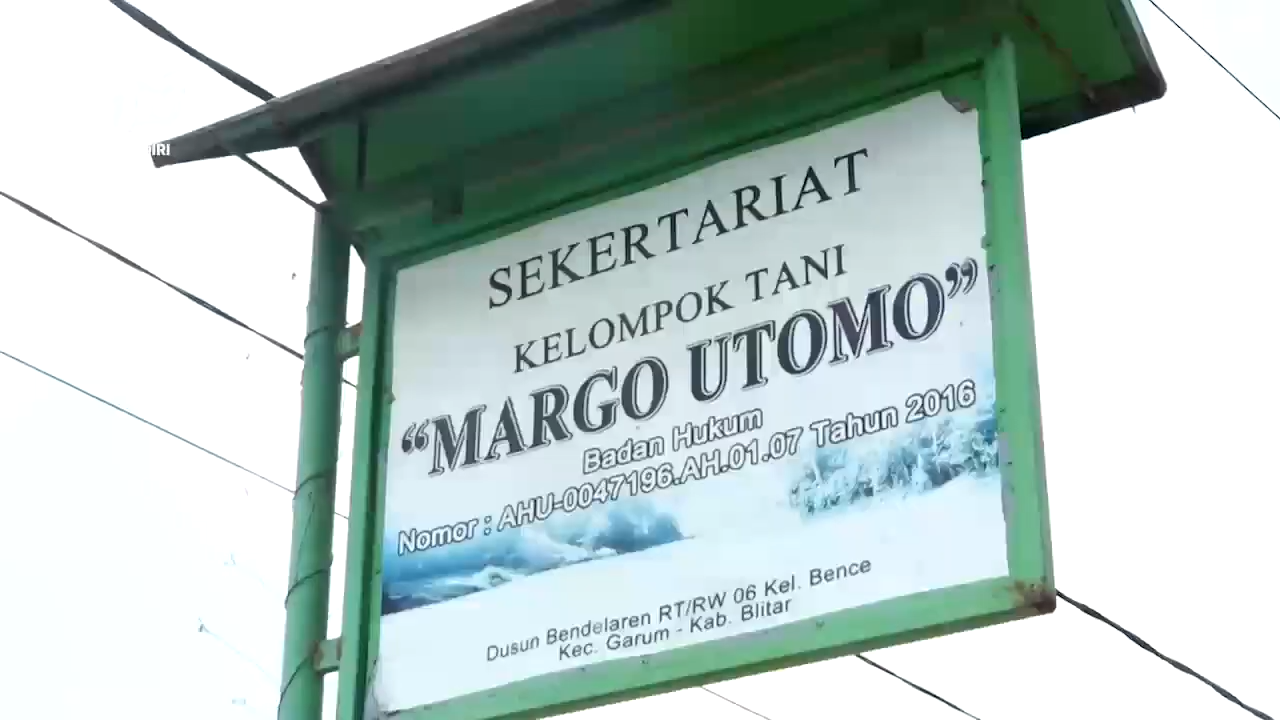 SEKERTARIAT
KELOMPOK TANI
“MARGO UTOMO”
Badan Hukum
Nomor : AHU-0047196.AH.01.07 Tahun 2016
Dusun Bendelaren RT/RW 06 Kel. Bence
Kec. Garum - Kab. Blitar